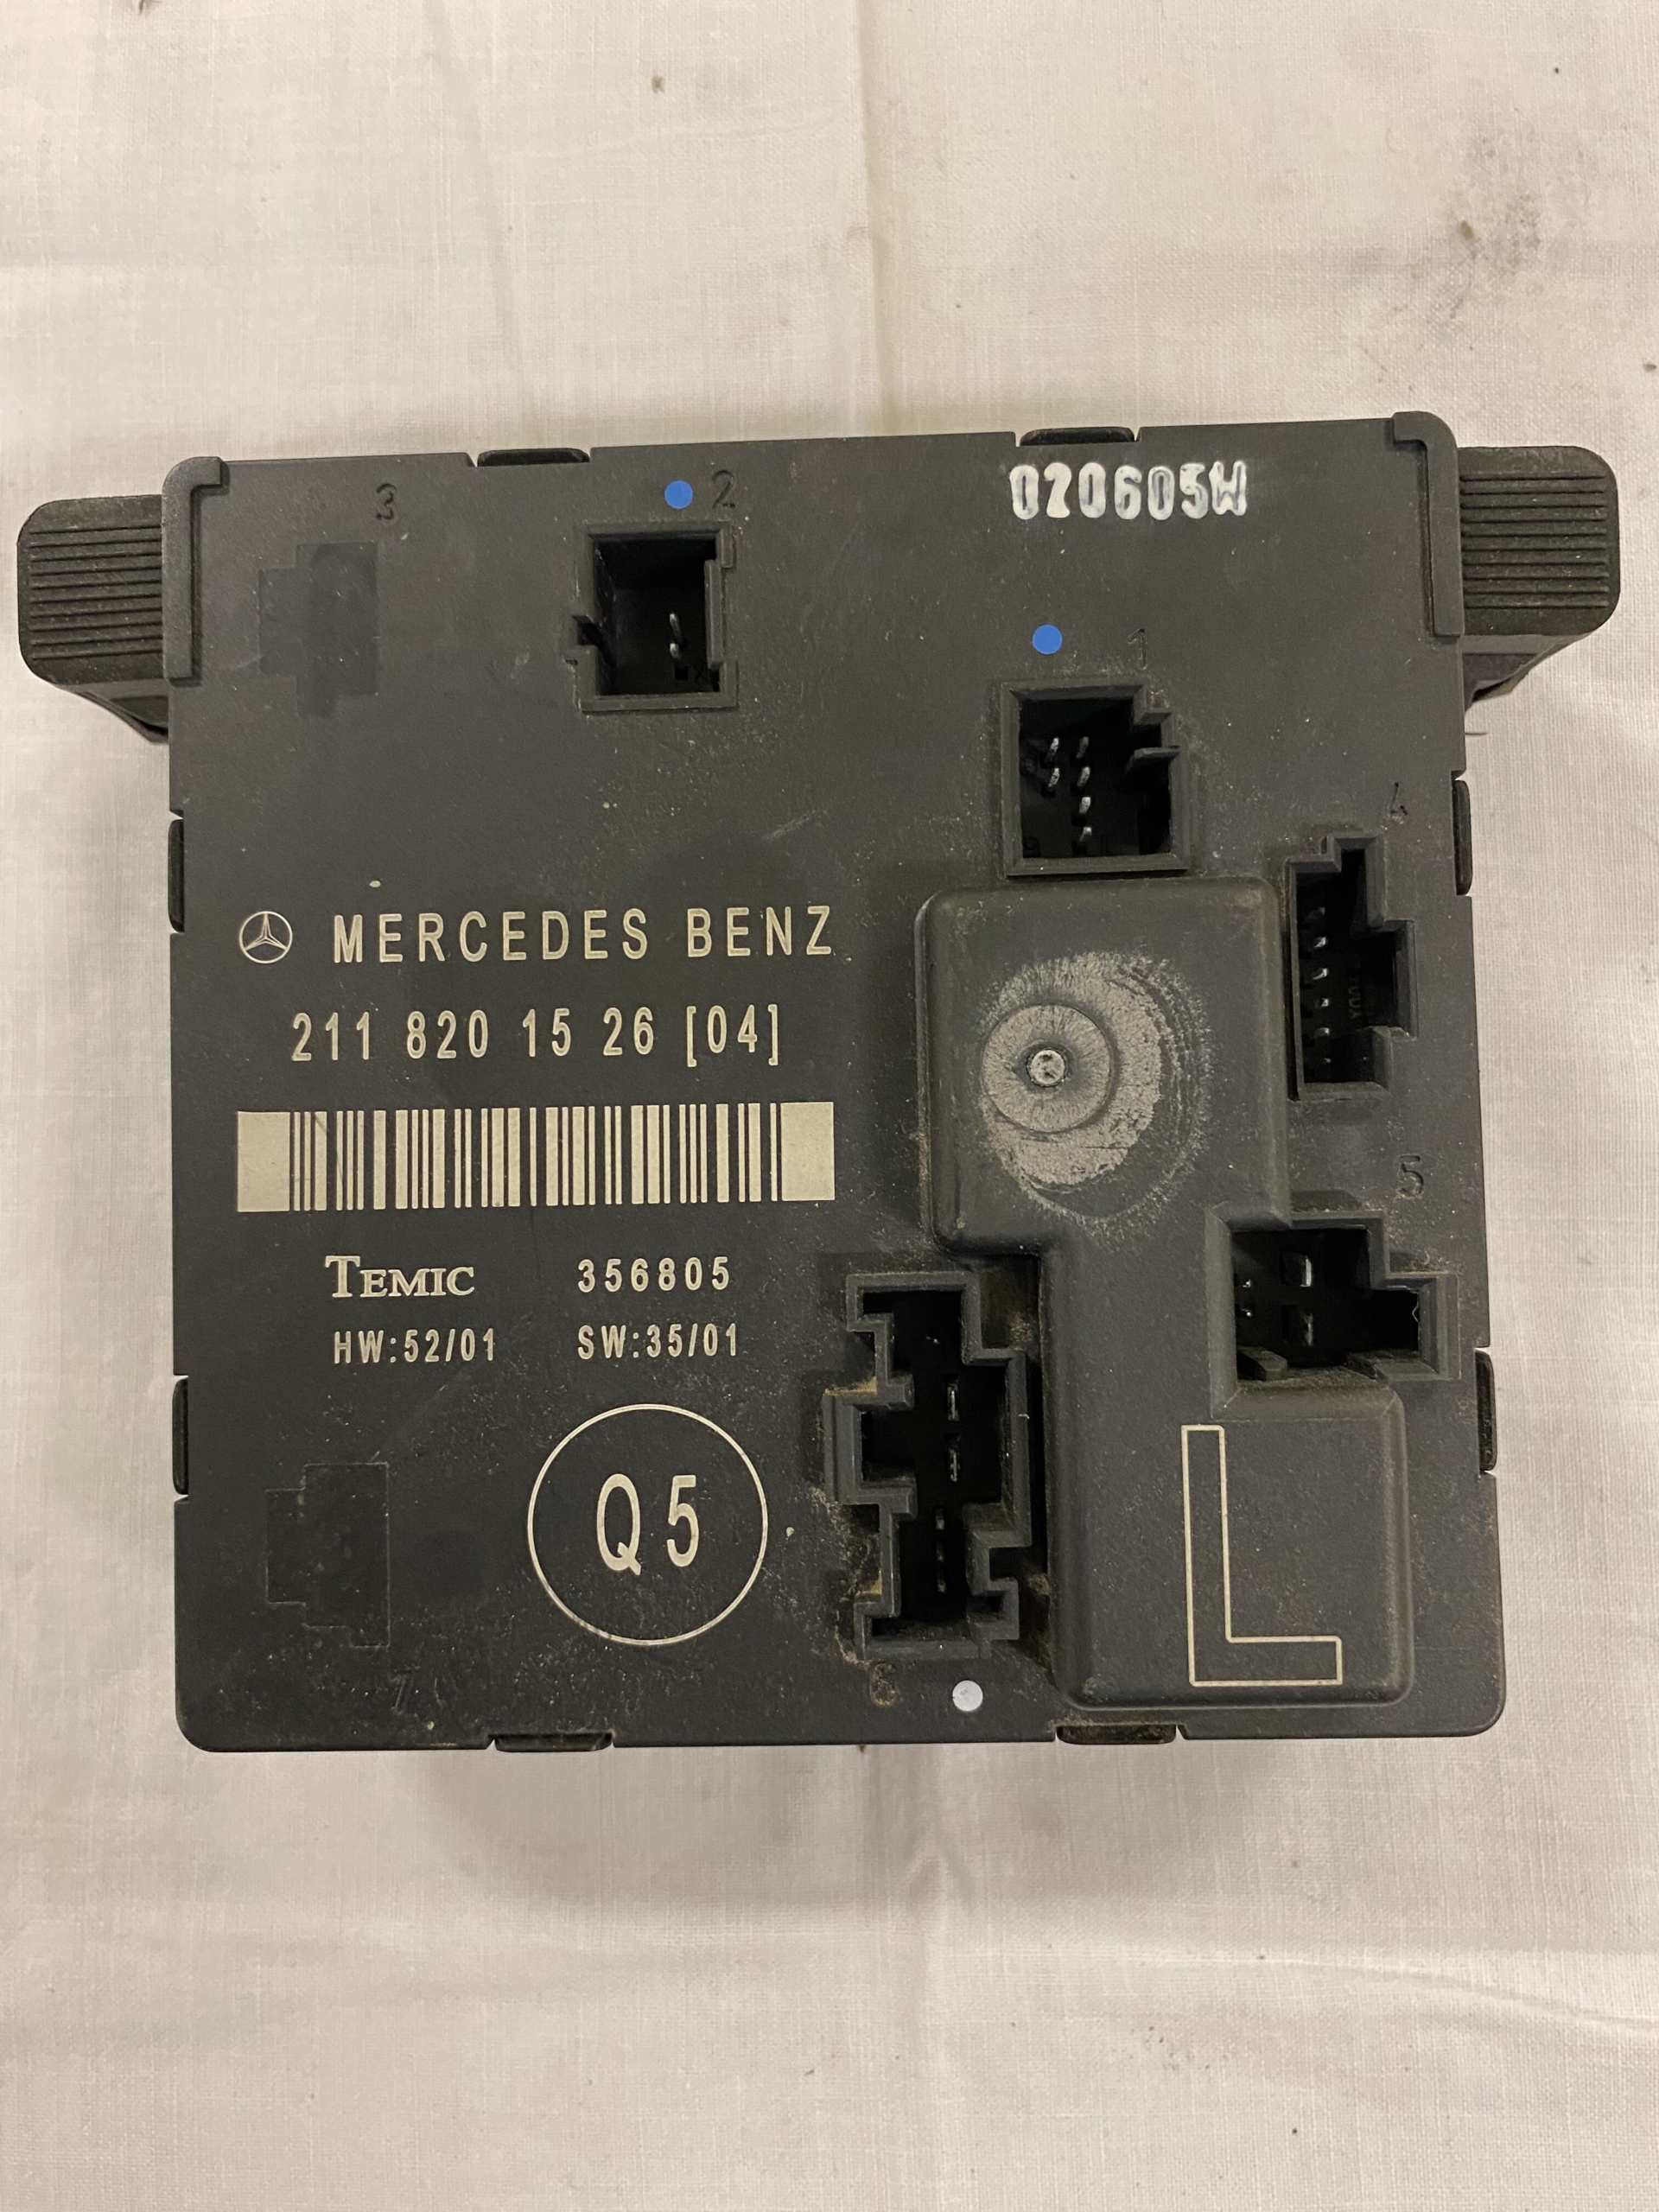 3
2
020605W
1
4
MERCEDES BENZ
211 820 15 26 [04]
5
TEMIC 356805
HW:52/01 SW:35/01
Q5
L
6
7